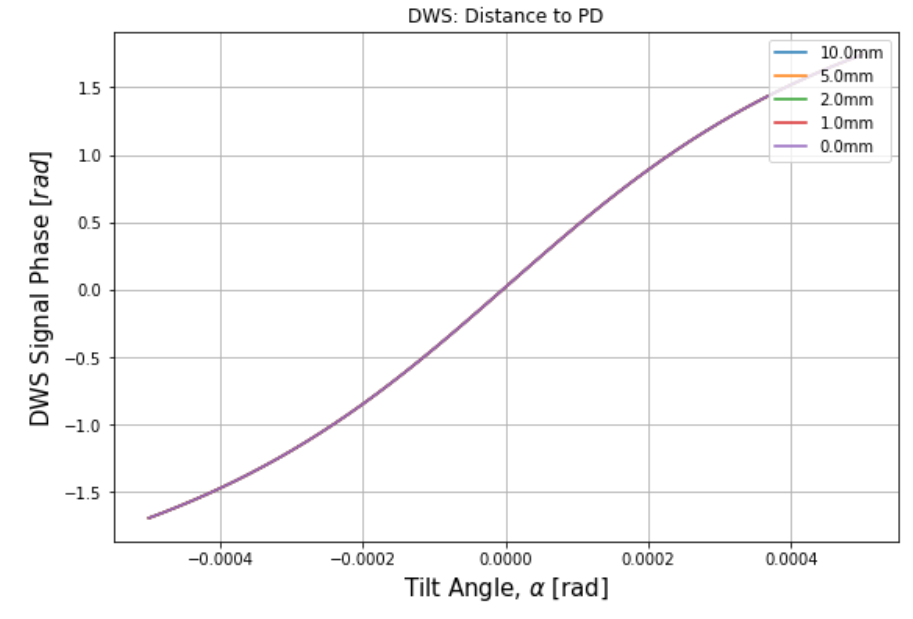 DWS: Distance to PD
10.0mm
5.0mm
2.0mm
1.0mm
0.0mm
DWS Signal Phase [rad]
1.5
1.0
0.5
0.0
−0.5
−1.0
−1.5
−0.0004 −0.0002 0.0000 0.0002 0.0004
Tilt Angle, α [rad]